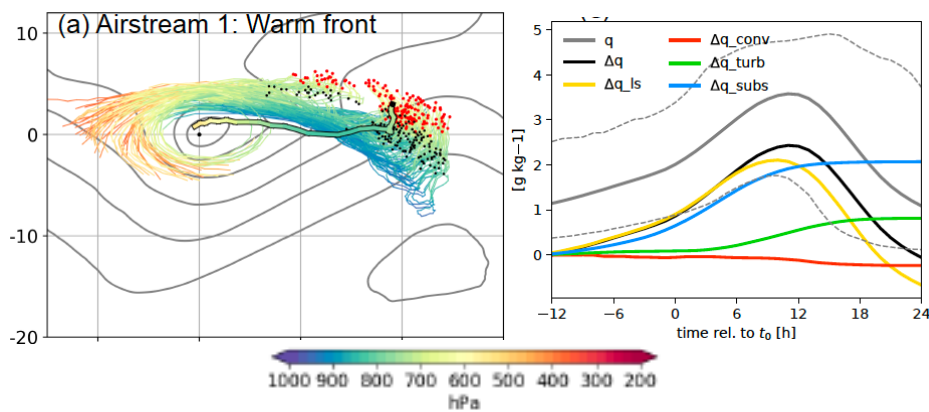 (a) Airstream 1: Warm front
10
0
-10
-20
5
4
3
2
1
0
[g kg−1]
q
Δq
Δq_ls
Δq_conv
Δq_turb
Δq_subs
−12 −6 0 6 12 18 24
time rel. to t0 [h]
1000 900 800 700 600 500 400 300 200
hPa